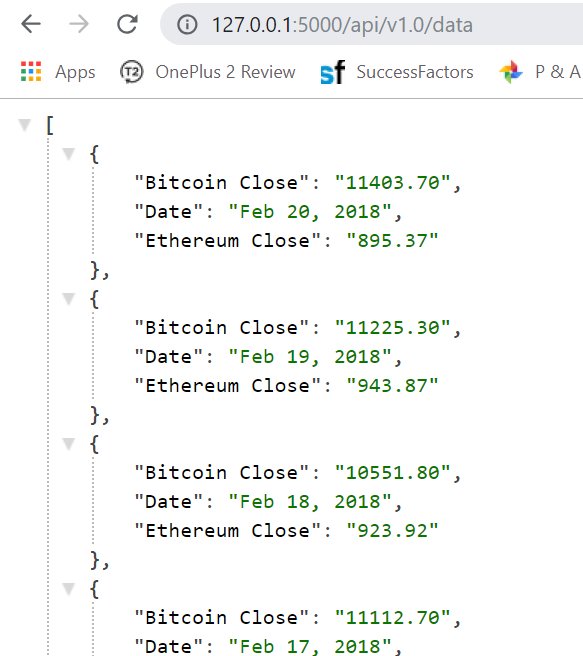 127.0.0.1:5000/api/v1.0/data
Apps T2 OnePlus 2 Review sf SuccessFactors P & A
[
{
"Bitcoin Close": "11403.70",
"Date": "Feb 20, 2018",
"Ethereum Close": "895.37"
},
{
"Bitcoin Close": "11225.30",
"Date": "Feb 19, 2018",
"Ethereum Close": "943.87"
},
{
"Bitcoin Close": "10551.80",
"Date": "Feb 18, 2018",
"Ethereum Close": "923.92"
},
{
"Bitcoin Close": "11112.70",
"Date": "Feb 17, 2018",